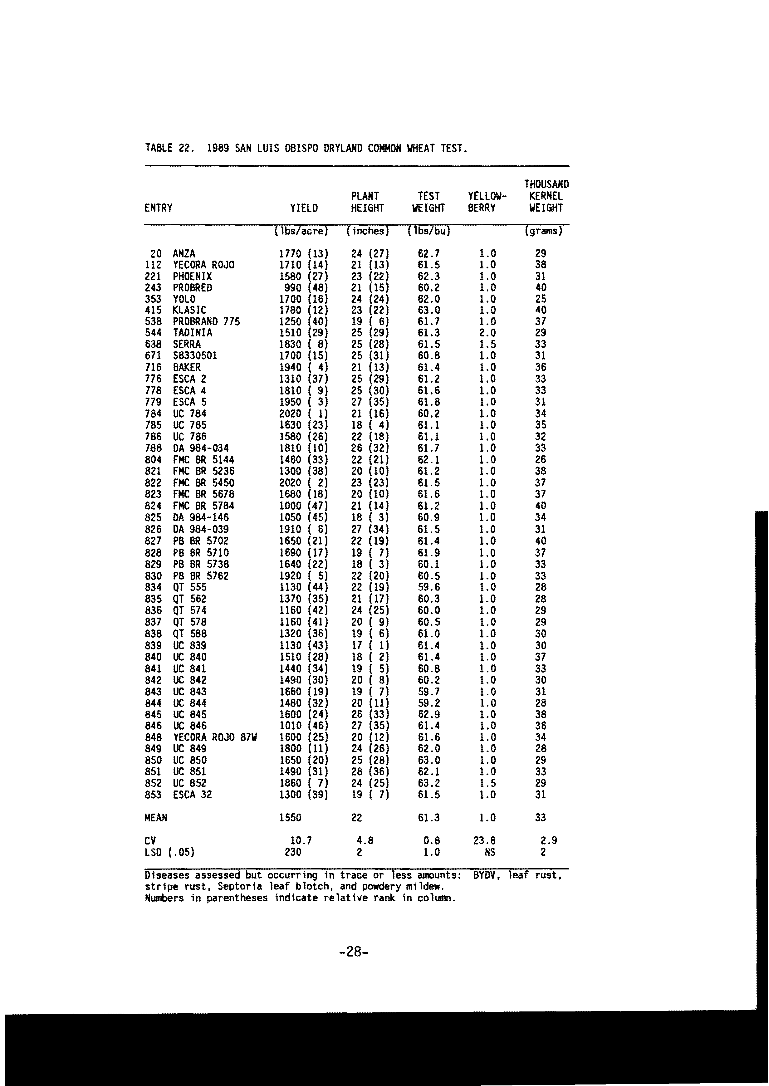 TABLE 22. 1989 SAN LUIS OBISPO DRYLAND COMMON WHEAT TEST.
THOUSAND
PLANT TEST YELLOW- KERNEL
ENTRY YIELD HEIGHT WEIGHT BERRY WEIGHT
(lbs/acre) (inches) (lbs/bu) (grams)
20 ANZA 1770 (13) 24 (27) 62.7 1.0 29
112 YECORA ROJO 1710 (14) 21 (13) 61.5 1.0 38
221 PHOENIX 1580 (27) 23 (22) 62.3 1.0 31
243 PROBRED 990 (48) 21 (15) 60.2 1.0 40
353 YOLO 1700 (16) 24 (24) 62.0 1.0 25
415 KLASIC 1780 (12) 23 (22) 63.0 1.0 40
538 PROBRAND 775 1250 (40) 19 ( 6) 61.7 1.0 37
544 TADINIA 1510 (29) 25 (29) 61.3 2.0 29
638 SERRA 1830 ( 8) 25 (28) 61.5 1.5 33
671 SB330501 1700 (15) 25 (31) 60.8 1.0 31
716 BAKER 1940 ( 4) 21 (13) 61.4 1.0 36
776 ESCA 2 1310 (37) 25 (29) 61.2 1.0 33
778 ESCA 4 1810 ( 9) 25 (30) 61.6 1.0 33
779 ESCA 5 1950 ( 3) 27 (35) 61.8 1.0 31
784 UC 784 2020 ( 1) 21 (16) 60.2 1.0 34
785 UC 785 1630 (23) 18 ( 4) 61.1 1.0 35
786 UC 786 1580 (26) 22 (18) 61.1 1.0 32
788 DA 984-034 1810 (10) 26 (32) 61.7 1.0 33
804 FMC BR 5144 1460 (33) 22 (21) 62.1 1.0 26
821 FMC BR 5236 1300 (38) 20 (10) 61.2 1.0 38
822 FMC BR 5450 2020 ( 2) 23 (23) 61.5 1.0 37
823 FMC BR 5678 1680 (18) 20 (10) 61.6 1.0 37
824 FMC BR 5784 1000 (47) 21 (14) 61.2 1.0 40
825 DA 984-146 1050 (45) 18 ( 3) 60.9 1.0 34
826 DA 984-039 1910 ( 6) 27 (34) 61.5 1.0 31
827 PB BR 5702 1650 (21) 22 (19) 61.4 1.0 40
828 PB BR 5710 1690 (17) 19 ( 7) 61.9 1.0 37
829 PB BR 5738 1640 (22) 18 ( 3) 60.1 1.0 33
830 PB BR 5762 1920 ( 5) 22 (20) 60.5 1.0 33
834 QT 555 1130 (44) 22 (19) 59.6 1.0 28
835 QT 562 1370 (35) 21 (17) 60.3 1.0 28
836 QT 574 1160 (42) 24 (25) 60.0 1.0 29
837 QT 578 1160 (41) 20 ( 9) 60.5 1.0 29
838 QT 588 1320 (36) 19 ( 6) 61.0 1.0 30
839 UC 839 1130 (43) 17 ( 1) 61.4 1.0 30
840 UC 840 1510 (28) 18 ( 2) 61.4 1.0 37
841 UC 841 1440 (34) 19 ( 5) 60.8 1.0 33
842 UC 842 1490 (30) 20 ( 8) 60.2 1.0 30
843 UC 843 1660 (19) 19 ( 7) 59.7 1.0 31
844 UC 844 1480 (32) 20 (11) 59.2 1.0 28
845 UC 845 1600 (24) 26 (33) 62.9 1.0 38
846 UC 846 1010 (46) 27 (35) 61.4 1.0 36
848 YECORA ROJO 87W 1600 (25) 20 (12) 61.6 1.0 34
849 UC 849 1800 (11) 24 (26) 62.0 1.0 28
850 UC 850 1650 (20) 25 (28) 63.0 1.0 29
851 UC 851 1490 (31) 28 (36) 62.1 1.0 33
852 UC 852 1860 ( 7) 24 (25) 63.2 1.5 29
853 ESCA 32 1300 (39) 19 ( 7) 61.5 1.0 31
MEAN 1550 22 61.3 1.0 33
CV 10.7 4.8 0.8 23.8 2.9
LSD (.05) 230 2 1.0 NS 2
Diseases assessed but occurring in trace or less amounts: BYDV, leaf rust,
stripe rust, Septoria leaf blotch, and powdery mildew.
Numbers in parentheses indicate relative rank in column.
-28-